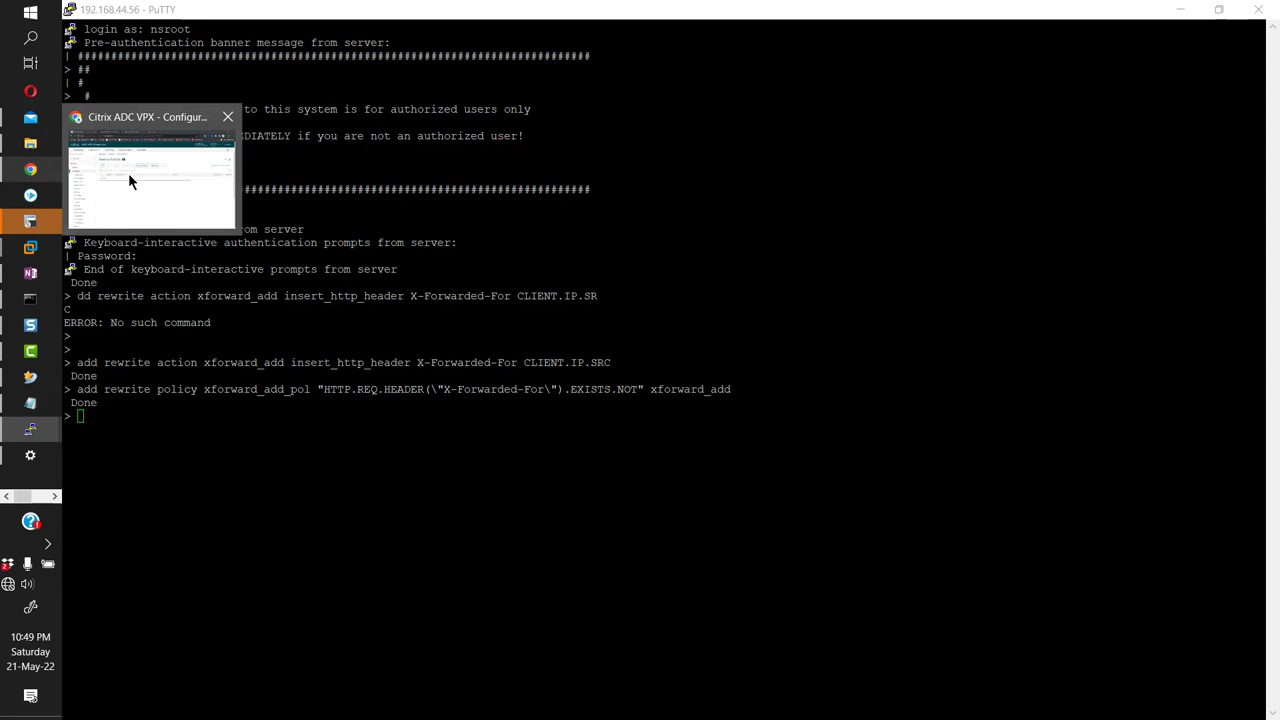 192.168.44.56 - PuTTY
login as: nsroot
Pre-authentication banner message from server:
| #############################################################################
> ##
| #
> #
to this system is for authorized users only
EDIATELY if you are not an authorized user!
Citrix ADC VPX - Configur...
om server
Keyboard-interactive authentication prompts from server:
| Password:
End of keyboard-interactive prompts from server
Done
> dd rewrite action xforward_add insert_http_header X-Forwarded-For CLIENT.IP.SR
C
ERROR: No such command
>
>
> add rewrite action xforward_add insert_http_header X-Forwarded-For CLIENT.IP.SRC
Done
> add rewrite policy xforward_add_pol "HTTP.REQ.HEADER(\"X-Forwarded-For\").EXISTS.NOT" xforward_add
Done
>
10:49 PM
Saturday
21-May-22